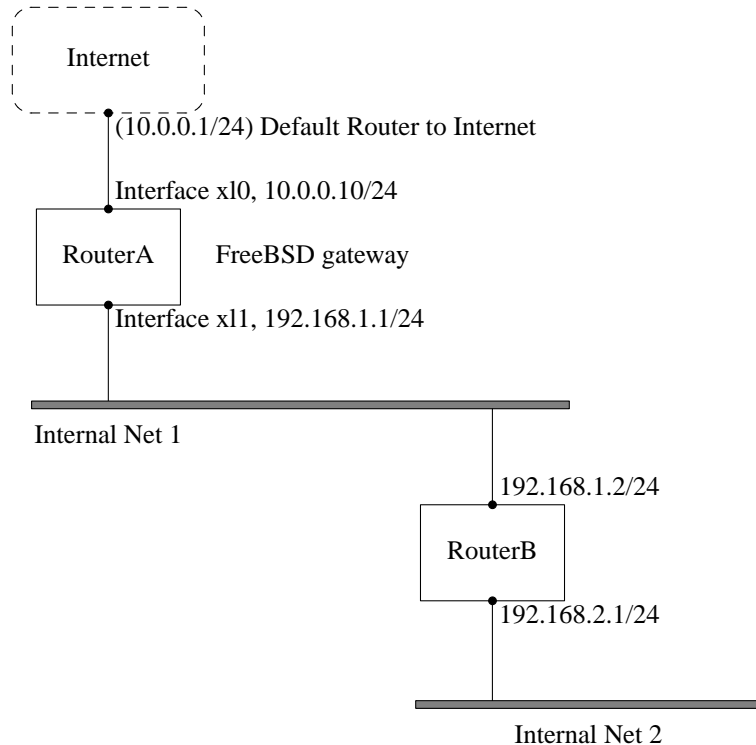 Internet
(10.0.0.1/24) Default Router to Internet
Interface xl0, 10.0.0.10/24
RouterA
FreeBSD gateway
Interface xl1, 192.168.1.1/24
Internal Net 1
192.168.1.2/24
RouterB
192.168.2.1/24
Internal Net 2